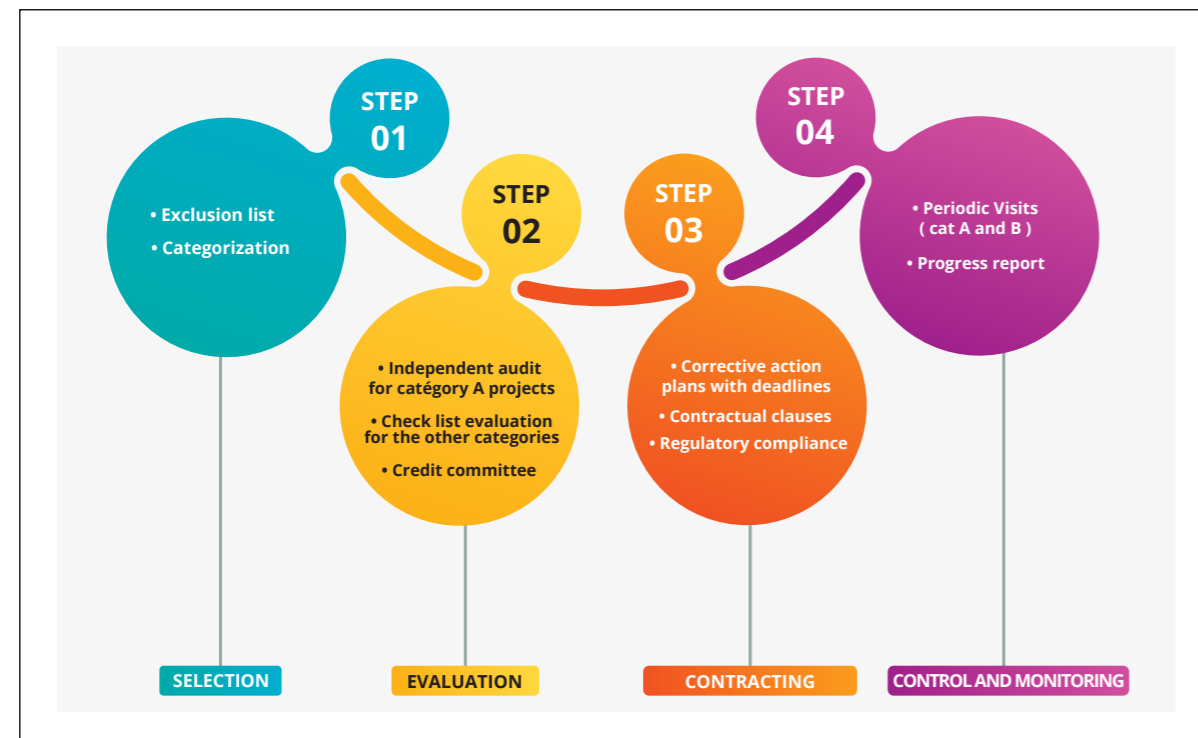 STEP
01
• Exclusion list
• Categorization
SELECTION
STEP
02
• Independent audit
for catégory A projects
• Check list evaluation
for the other categories
• Credit committee
EVALUATION
STEP
03
• Corrective action
plans with deadlines
• Contractual clauses
• Regulatory compliance
CONTRACTING
STEP
04
• Periodic Visits
( cat A and B )
• Progress report
CONTROL AND MONITORING